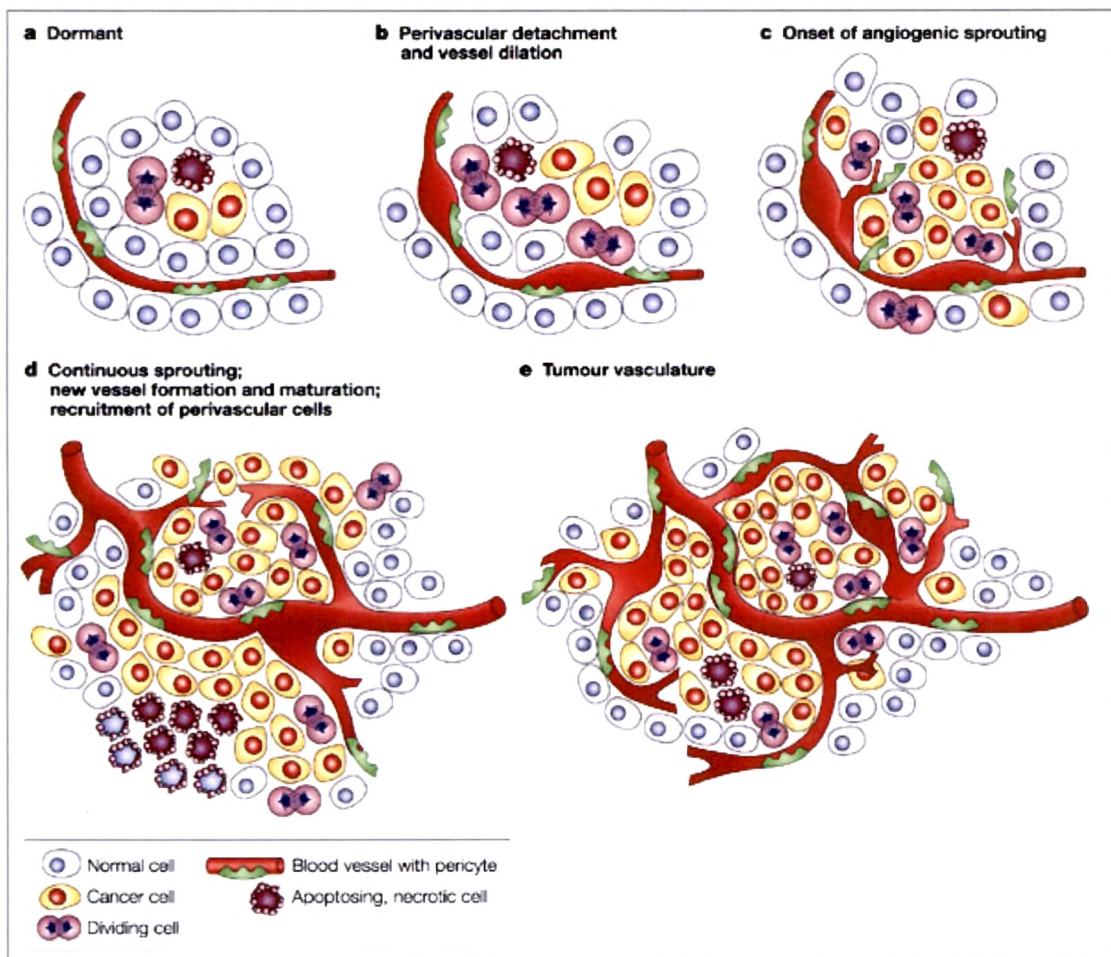 a Dormant
b Perivascular detachment
and vessel dilation
c Onset of angiogenic sprouting
d Continuous sprouting;
new vessel formation and maturation;
recruitment of perivascular cells
e Tumour vasculature
Normal cell
Cancer cell
Dividing cell
Blood vessel with pericyte
Apoptosing, necrotic cell